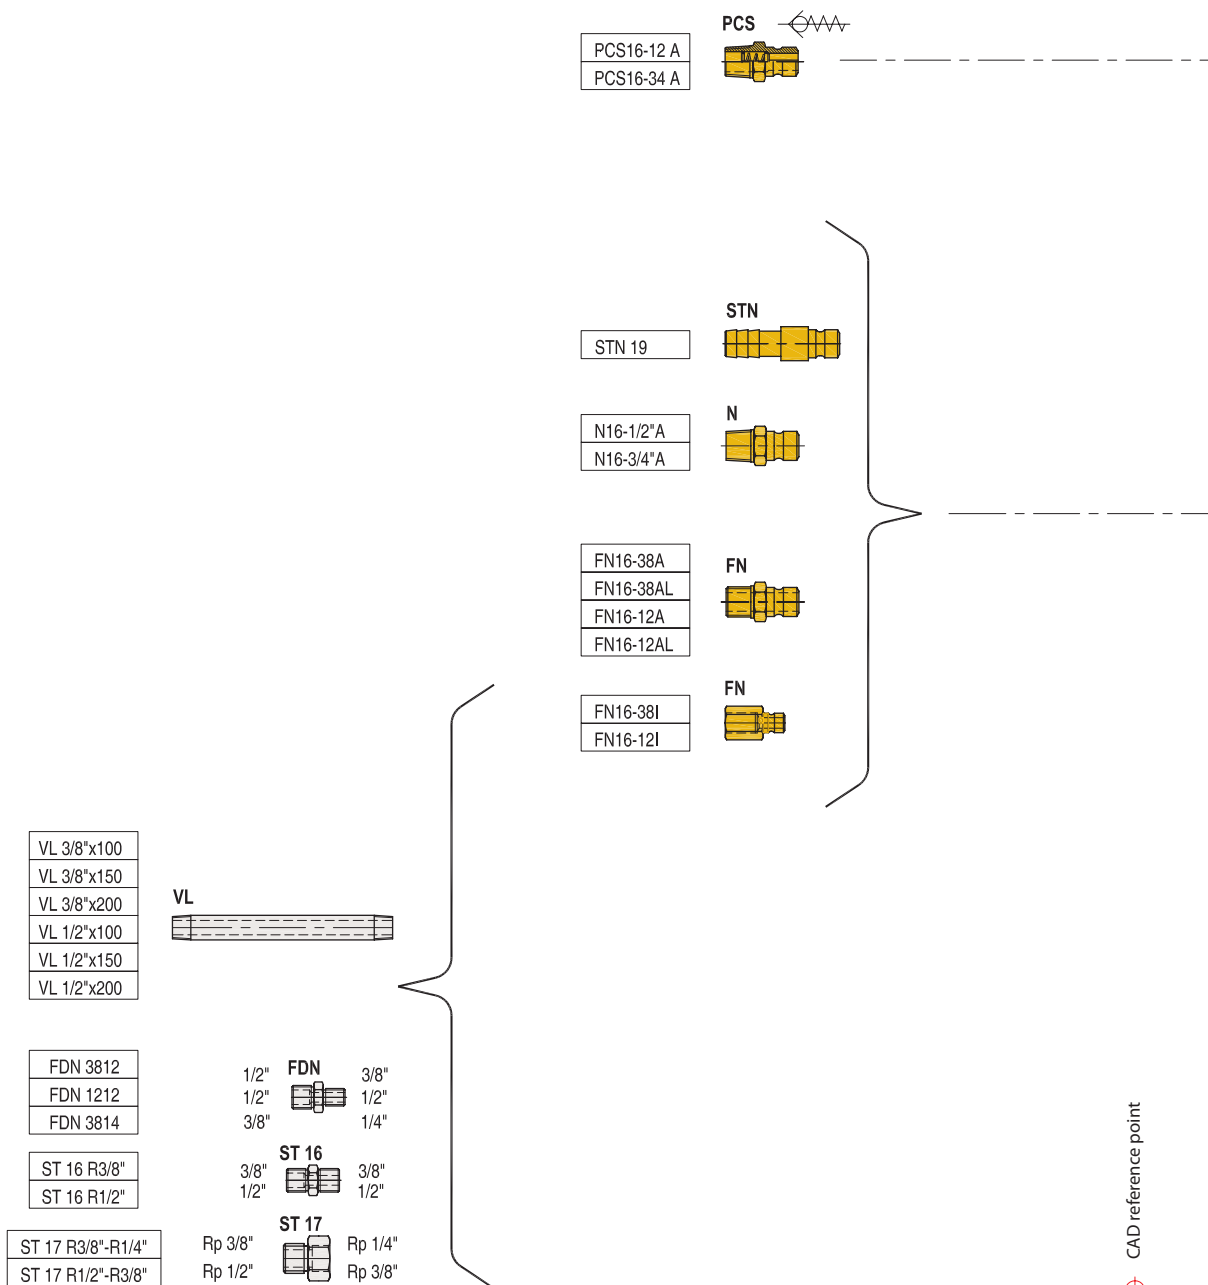 PCS
PCS16-12 A
PCS16-34 A
STN
STN 19
N
N16-1/2"A
N16-3/4"A
FN
FN16-38A
FN16-38AL
FN16-12A
FN16-12AL
FN
FN16-38I
FN16-12I
VL 3/8"x100
VL 3/8"x150
VL 3/8"x200
VL 1/2"x100
VL 1/2"x150
VL 1/2"x200
VL
FDN
FDN 3812 1/2" 3/8"
FDN 1212 1/2" 1/2"
FDN 3814 3/8" 1/4"
ST 16
ST 16 R3/8" 3/8" 3/8"
ST 16 R1/2" 1/2" 1/2"
ST 17
ST 17 R3/8"-R1/4" Rp 3/8" Rp 1/4"
ST 17 R1/2"-R3/8" Rp 1/2" Rp 3/8"
CAD reference point